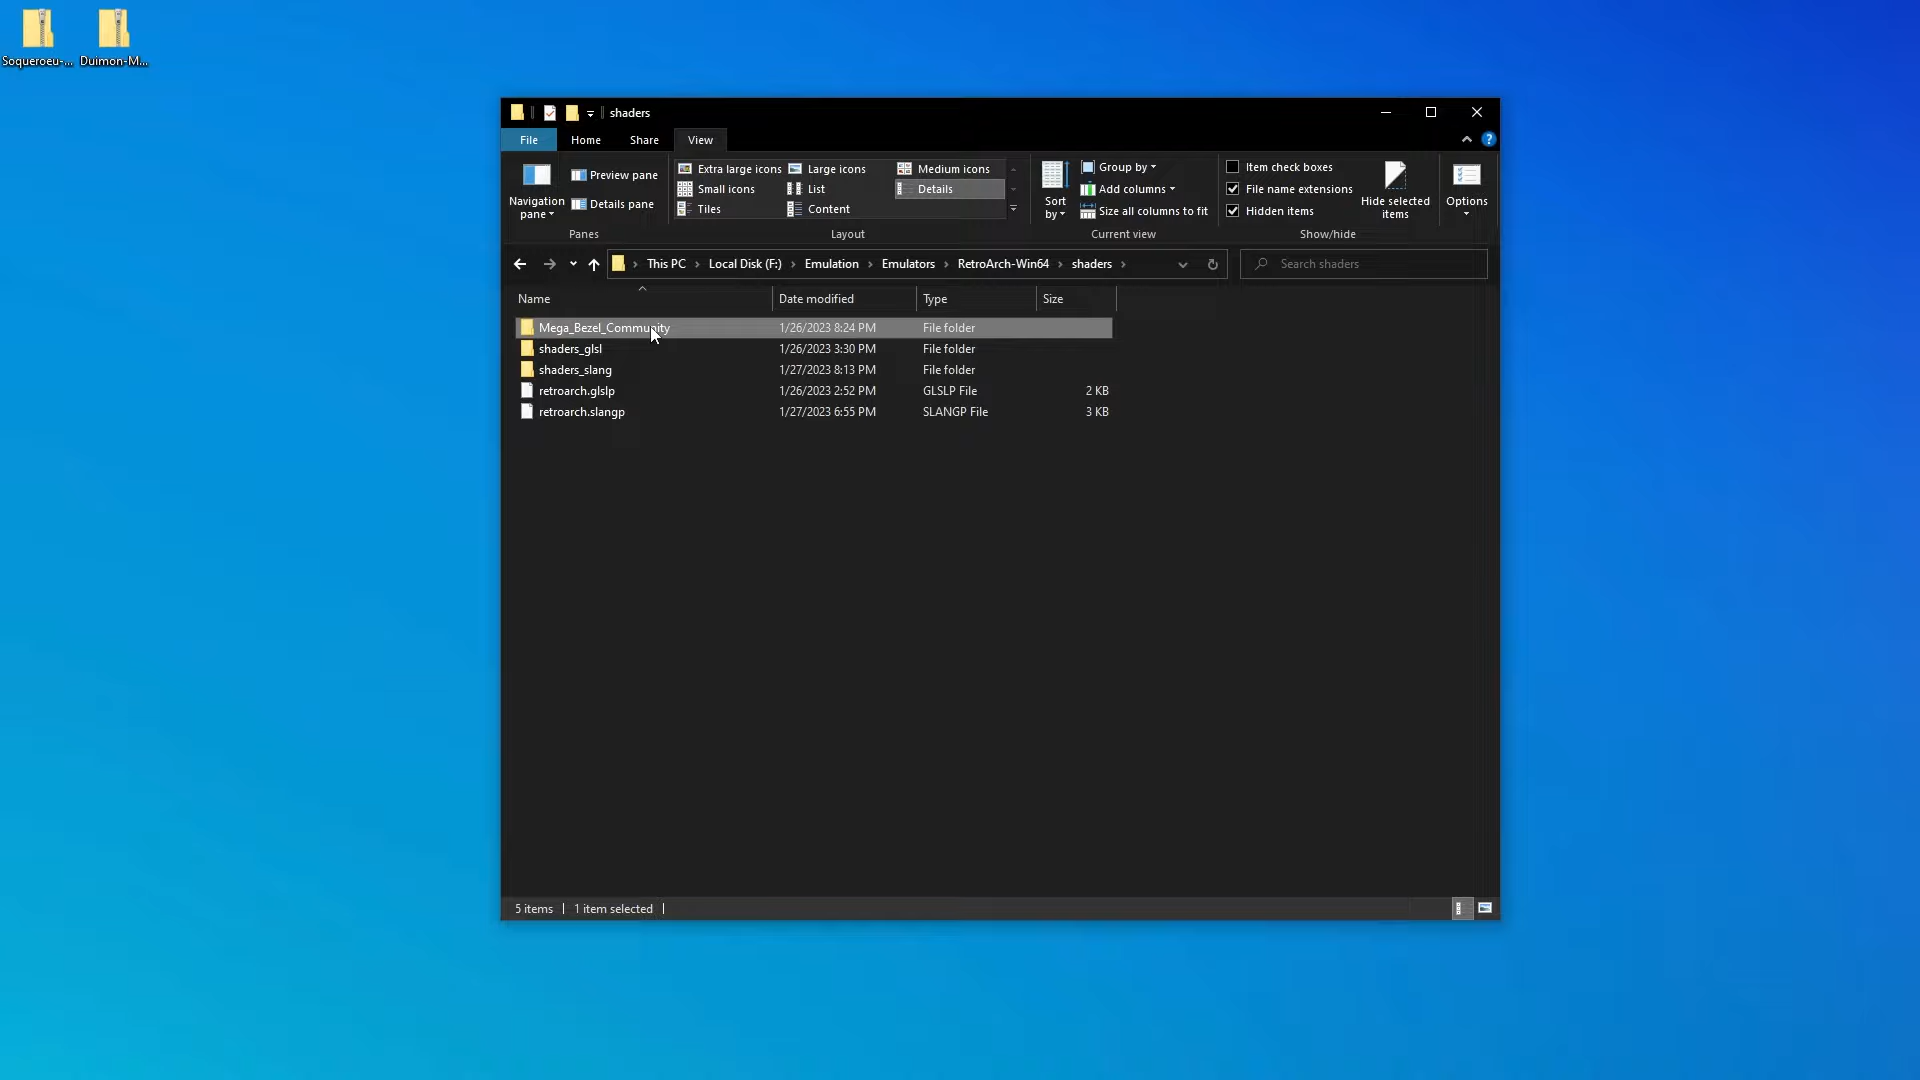 Soqueroeu-... Duimon-M...
shaders
File Home Share View
Navigation pane
Preview pane
Details pane
Panes
Extra large icons Large icons Medium icons
Small icons List Details
Tiles Content
Layout
Sort by
Group by
Add columns
Size all columns to fit
Current view
Item check boxes
File name extensions
Hidden items
Hide selected items
Show/hide
Options
This PC › Local Disk (F:) › Emulation › Emulators › RetroArch-Win64 › shaders ›
Search shaders
Name Date modified Type Size
Mega_Bezel_Community 1/26/2023 8:24 PM File folder
shaders_glsl 1/26/2023 3:30 PM File folder
shaders_slang 1/27/2023 8:13 PM File folder
retroarch.glslp 1/26/2023 2:52 PM GLSLP File 2 KB
retroarch.slangp 1/27/2023 6:55 PM SLANGP File 3 KB
5 items 1 item selected